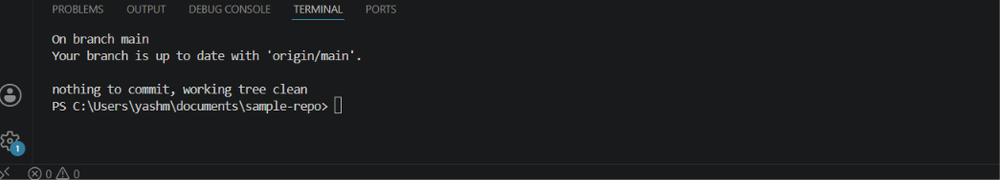 PROBLEMS OUTPUT DEBUG CONSOLE TERMINAL PORTS
On branch main
Your branch is up to date with 'origin/main'.
nothing to commit, working tree clean
PS C:\Users\yashm\documents\sample-repo>
1
0 0